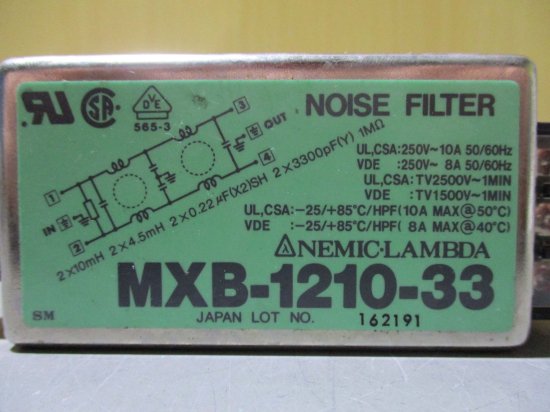 RU SA VDE NOISE FILTER
565-3
3
OUT
4
1
IN
2
2×10mH 2×4.5mH 2×0.22µF(X2)SH 2×3300pF(Y) 1MΩ
UL,CSA:250V~10A 50/60Hz
VDE :250V~ 8A 50/60Hz
UL,CSA:TV2500V~1MIN
VDE :TV1500V~1MIN
UL,CSA:-25/+85°C/HPF(10A MAX@50°C)
VDE :-25/+85°C/HPF( 8A MAX@40°C)
NEMIC-LAMBDA
MXB-1210-33
SM JAPAN LOT NO. 162191